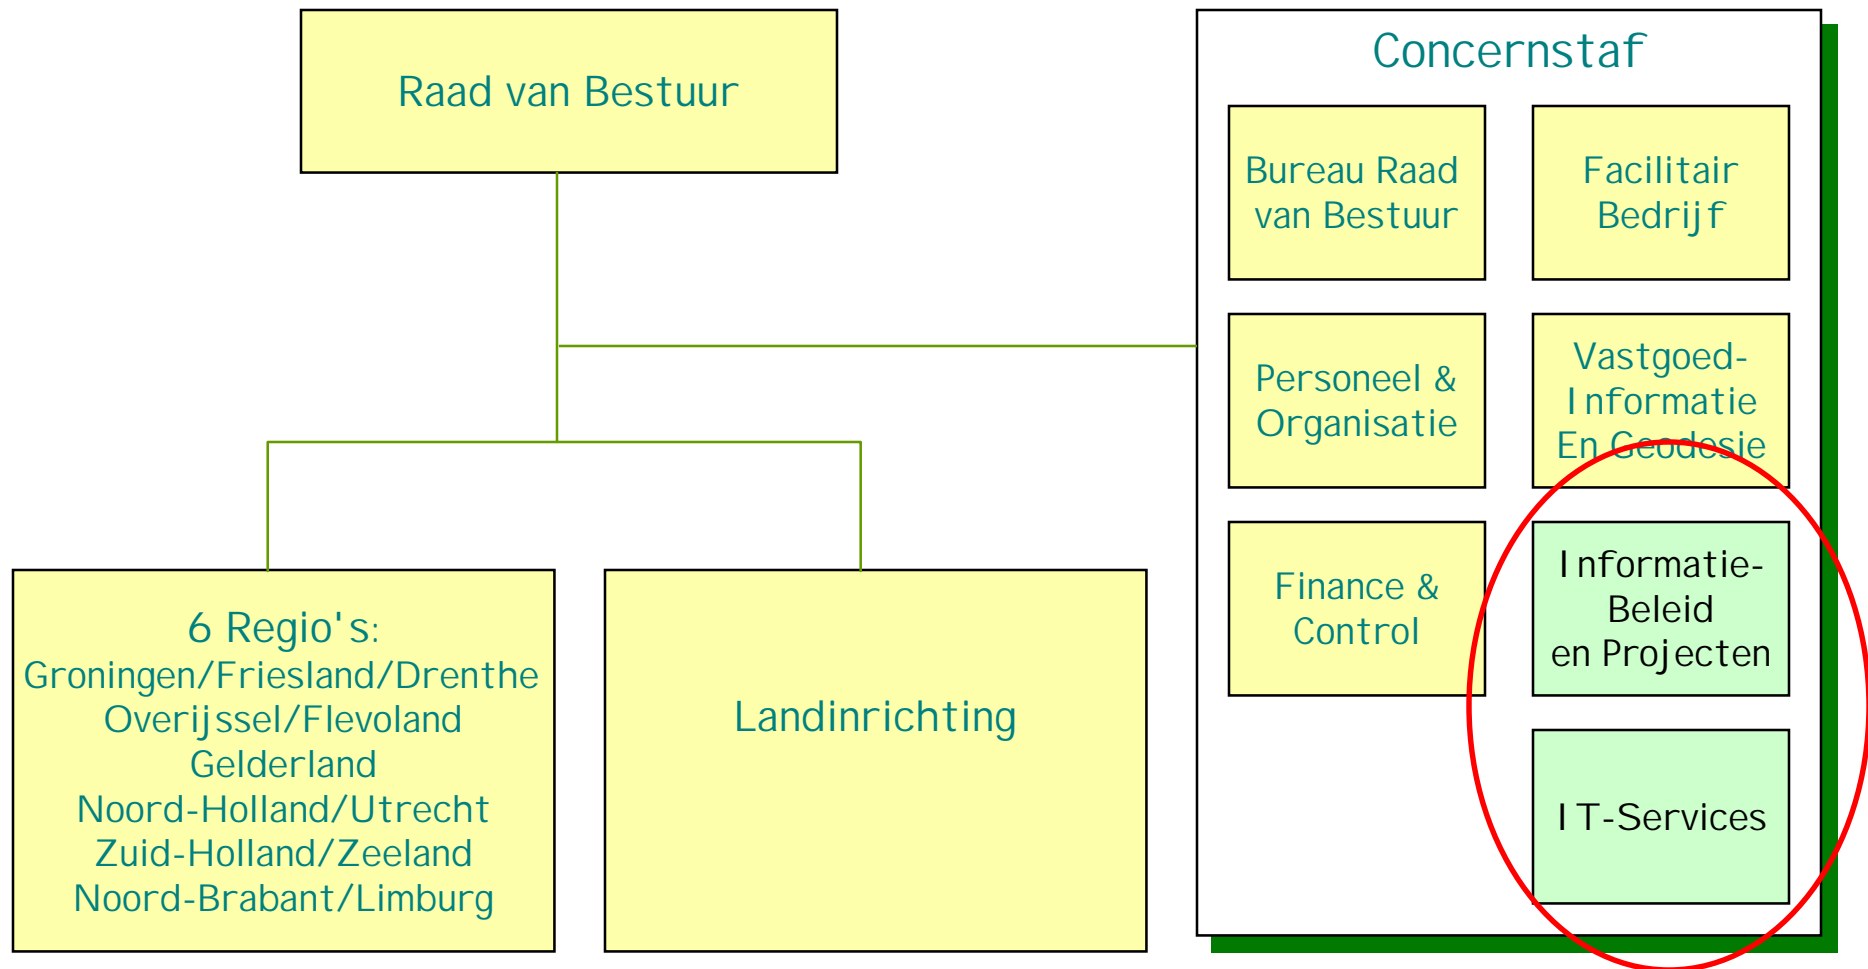 Raad van Bestuur
Concernstaf
Bureau Raad
van Bestuur
Facilitair
Bedrijf
Personeel &
Organisatie
Vastgoed-
Informatie
En Geodesie
Finance &
Control
Informatie-
Beleid
en Projecten
IT-Services
6 Regio's:
Groningen/Friesland/Drenthe
Overijssel/Flevoland
Gelderland
Noord-Holland/Utrecht
Zuid-Holland/Zeeland
Noord-Brabant/Limburg
Landinrichting